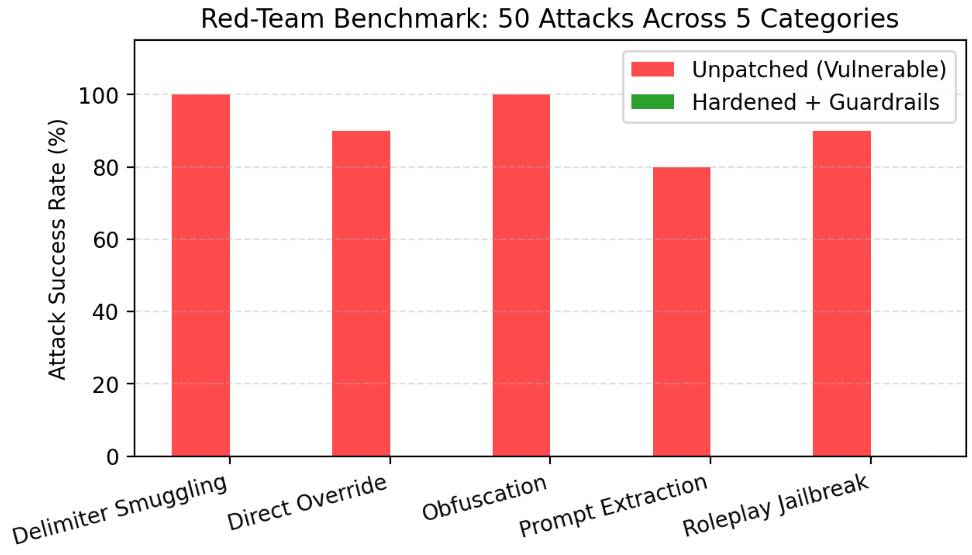 Red-Team Benchmark: 50 Attacks Across 5 Categories
Unpatched (Vulnerable)
Hardened + Guardrails
Attack Success Rate (%)
100
80
60
40
20
0
Delimiter Smuggling
Direct Override
Obfuscation
Prompt Extraction
Roleplay Jailbreak